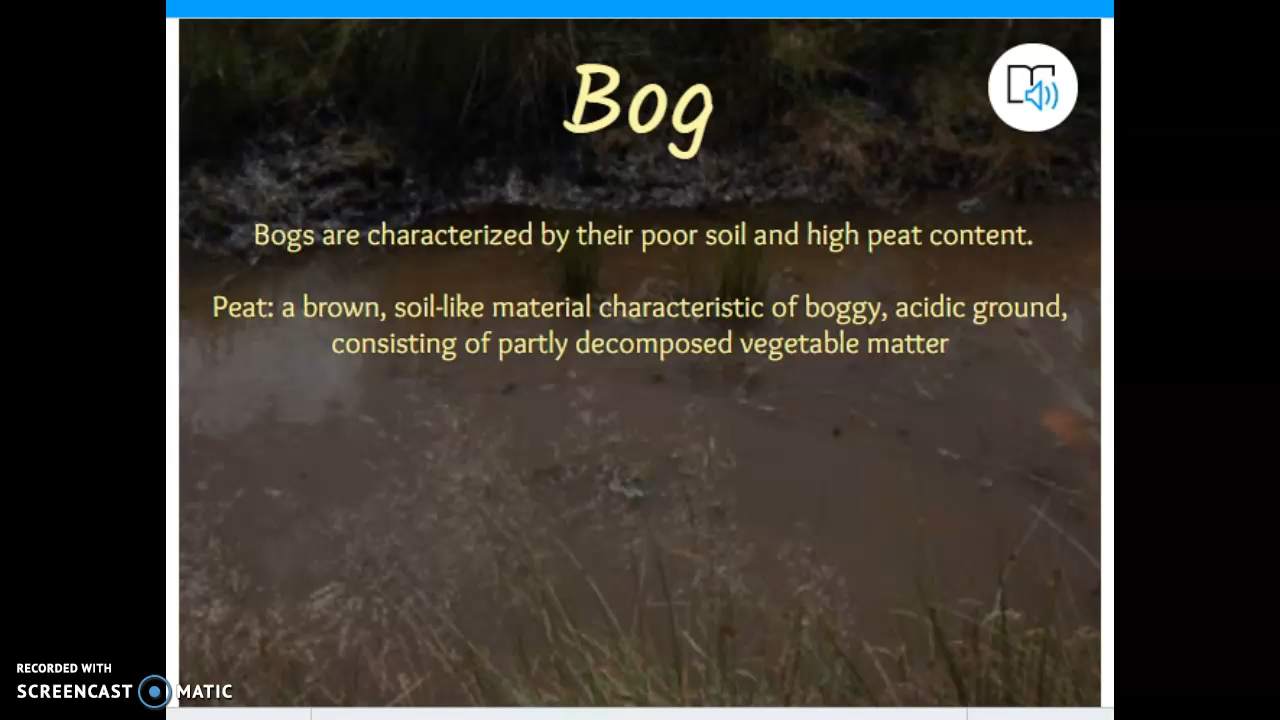 Bog
Bogs are characterized by their poor soil and high peat content.
Peat: a brown, soil-like material characteristic of boggy, acidic ground,
consisting of partly decomposed vegetable matter
RECORDED WITH
SCREENCAST MATIC